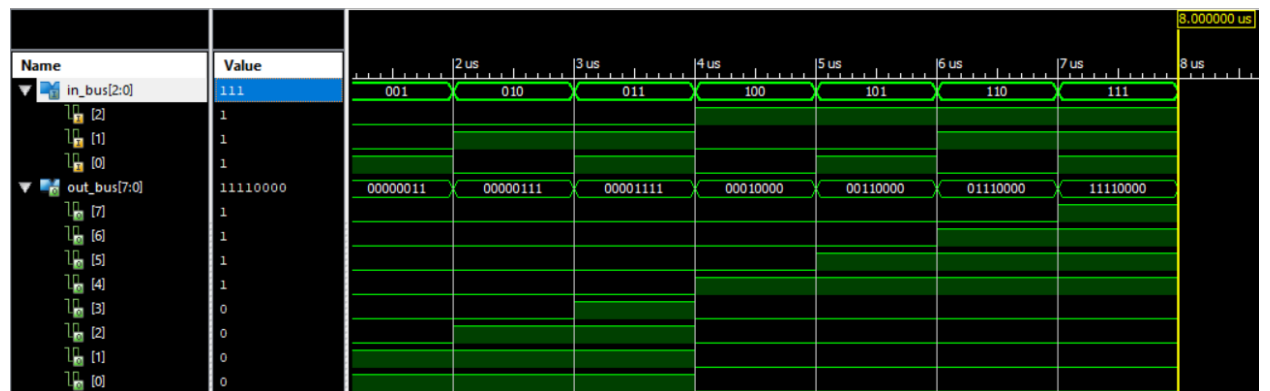 8.000000 us
Name Value 2 us 3 us 4 us 5 us 6 us 7 us 8 us
in_bus[2:0] 111 001 010 011 100 101 110 111
[2] 1
[1] 1
[0] 1
out_bus[7:0] 11110000 00000011 00000111 00001111 00010000 00110000 01110000 11110000
[7] 1
[6] 1
[5] 1
[4] 1
[3] 0
[2] 0
[1] 0
[0] 0